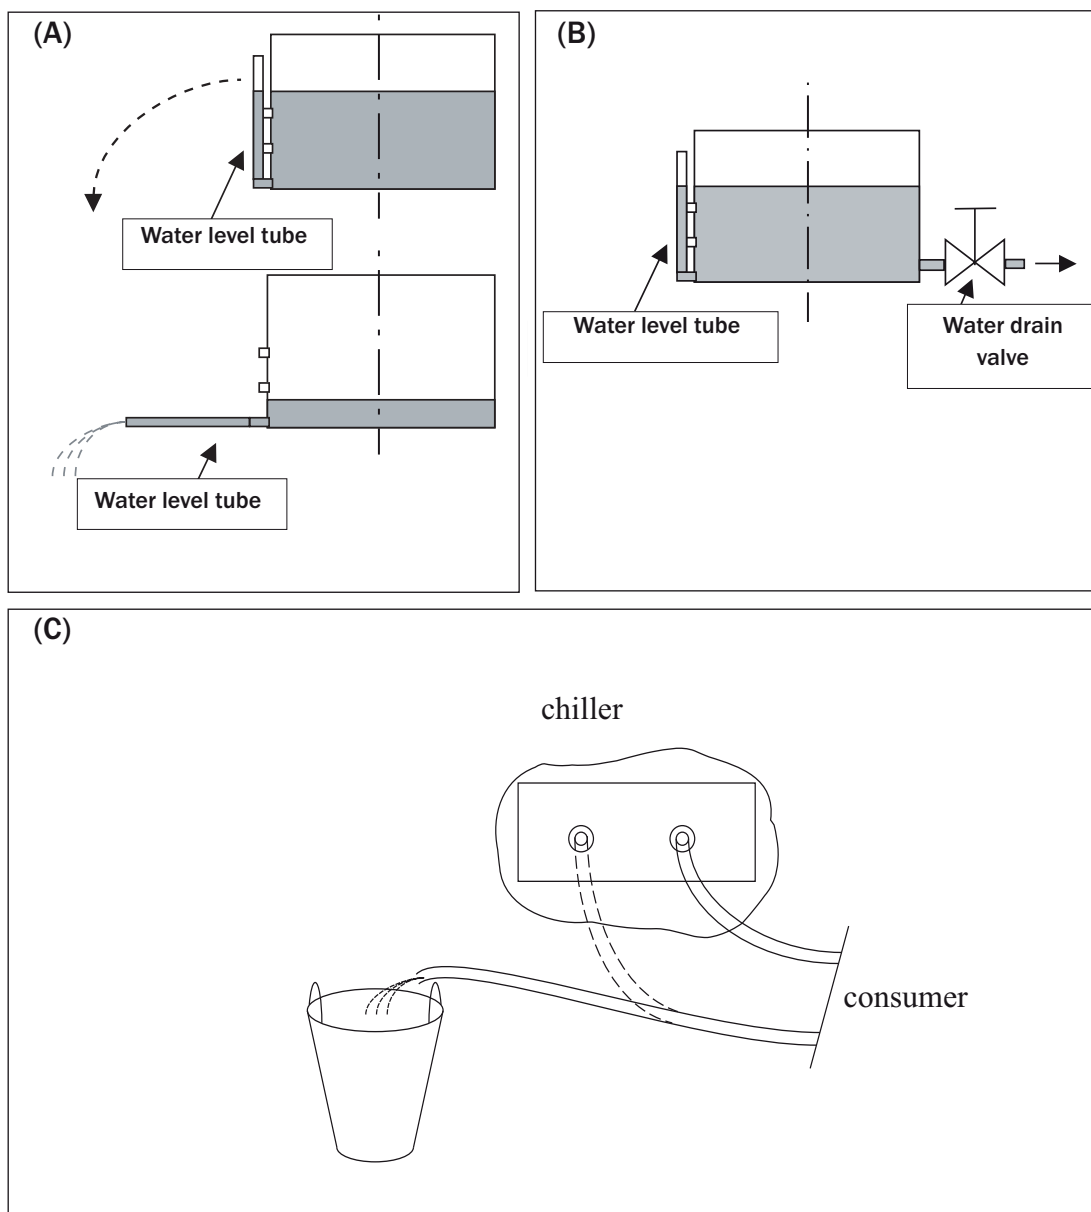 (A)
Water level tube
Water level tube
(B)
Water level tube
Water drain
valve
(C)
chiller
consumer